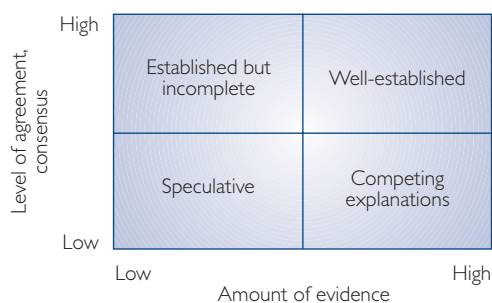 High
Level of agreement,
consensus
Established but
incomplete
Well-established
Speculative
Competing
explanations
Low
Low
High
Amount of evidence